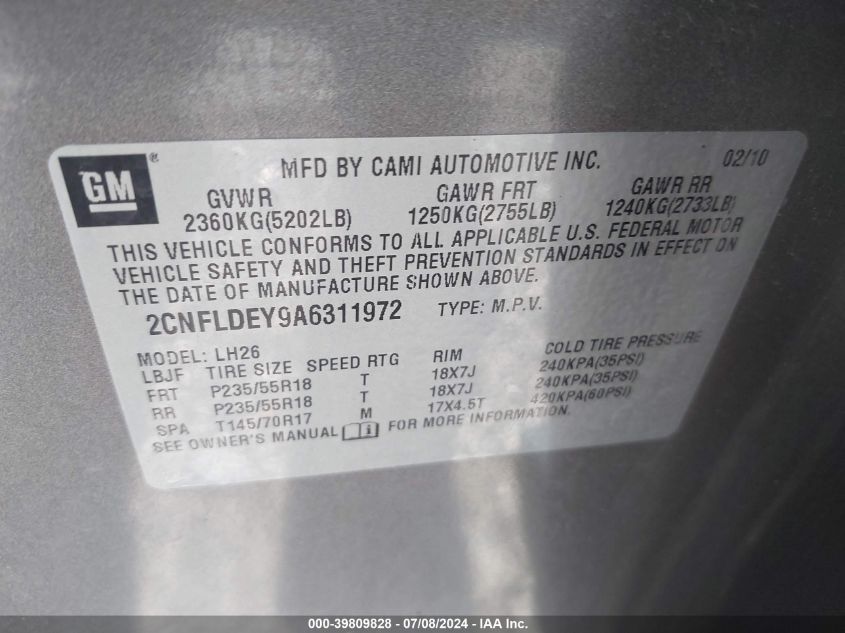 GM®
MFD BY CAMI AUTOMOTIVE INC. 02/10
GVWR GAWR FRT GAWR RR
2360KG(5202LB) 1250KG(2755LB) 1240KG(2733LB)
THIS VEHICLE CONFORMS TO ALL APPLICABLE U.S. FEDERAL MOTOR
VEHICLE SAFETY AND THEFT PREVENTION STANDARDS IN EFFECT ON
THE DATE OF MANUFACTURE SHOWN ABOVE.
2CNFLDEY9A6311972 TYPE: M.P.V.
MODEL: LH26
LBJF TIRE SIZE SPEED RTG RIM COLD TIRE PRESSURE
FRT P235/55R18 T 18X7J 240KPA(35PSI)
RR P235/55R18 T 18X7J 240KPA(35PSI)
SPA T145/70R17 M 17X4.5T 420KPA(60PSI)
SEE OWNER'S MANUAL i FOR MORE INFORMATION.
000-39809828 - 07/08/2024 - IAA Inc.